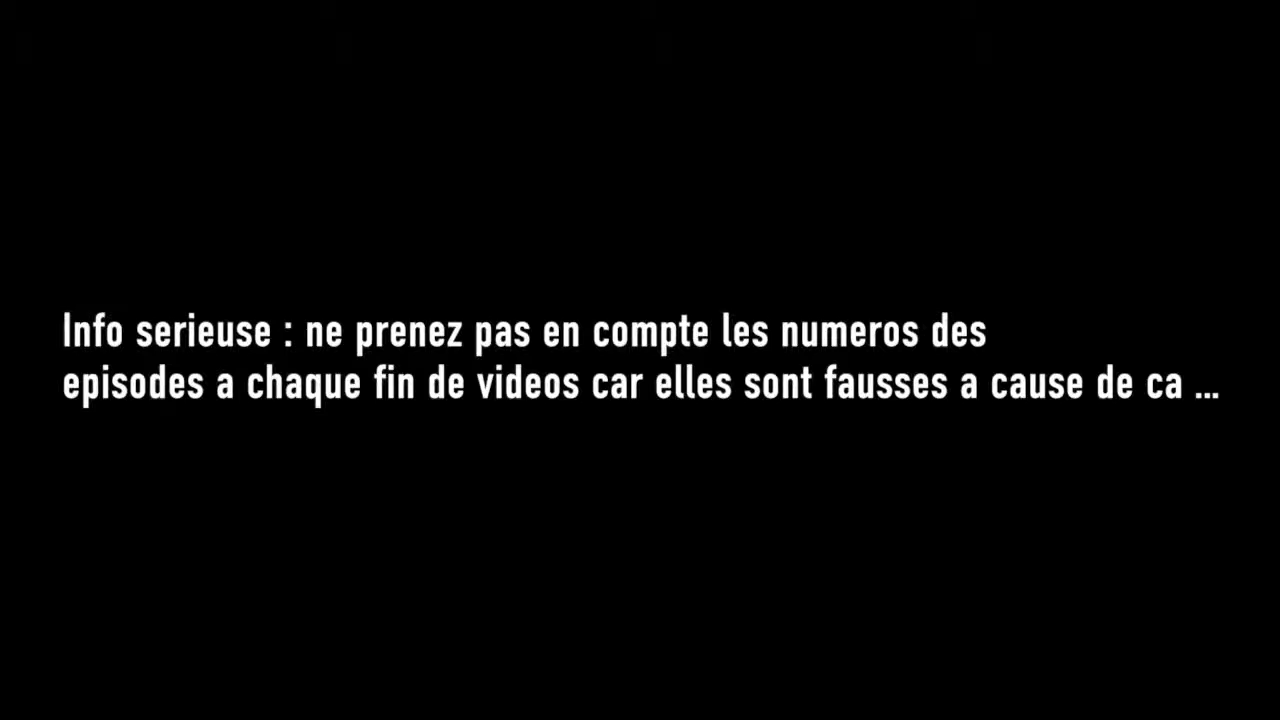 Info serieuse : ne prenez pas en compte les numeros des
episodes a chaque fin de videos car elles sont fausses a cause de ca ...